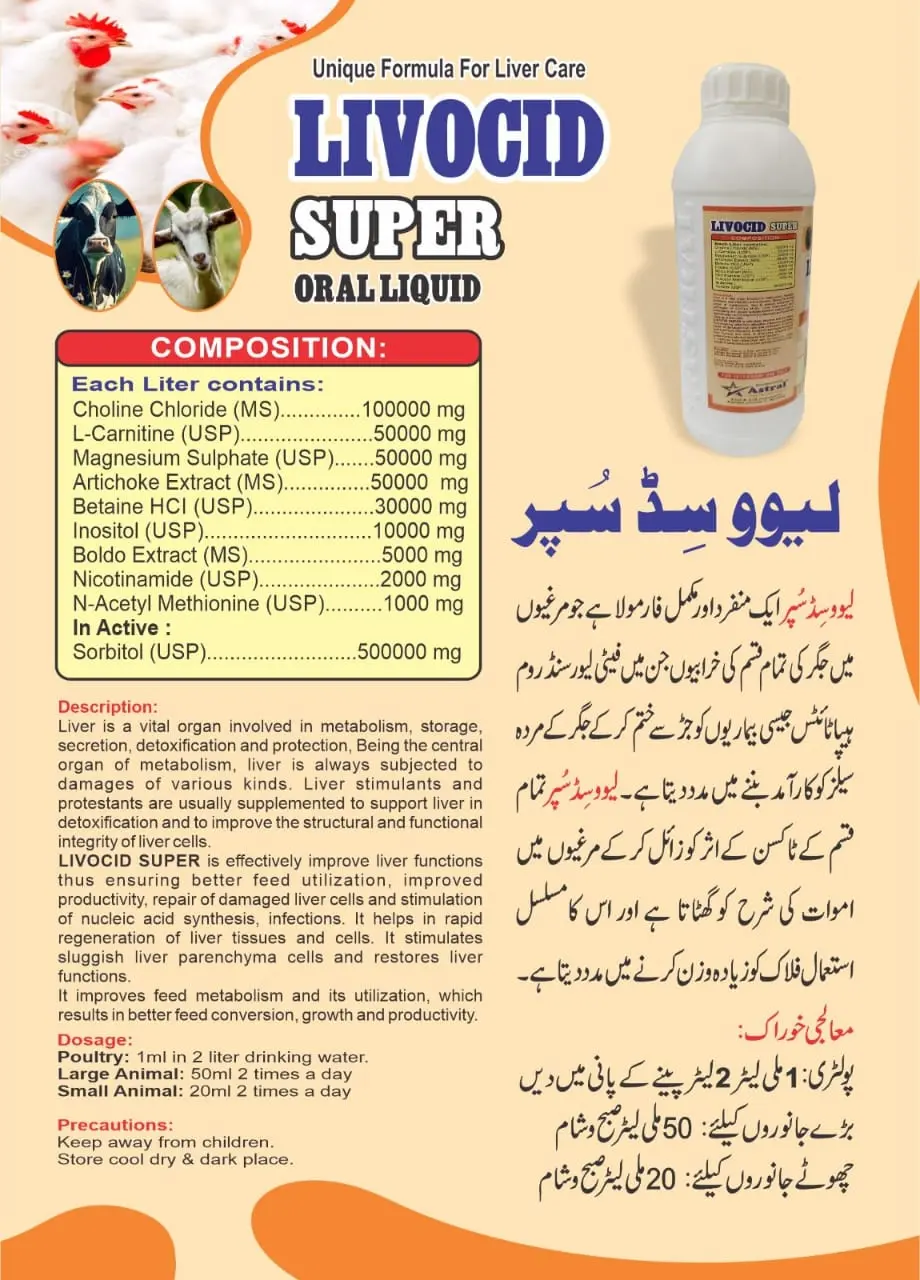 Unique Formula For Liver Care
LIVOCID
SUPER
ORAL LIQUID
COMPOSITION:
Each Liter contains:
Choline Chloride (MS)..............100000 mg
L-Carnitine (USP).......................50000 mg
Magnesium Sulphate (USP).......50000 mg
Artichoke Extract (MS)...............50000 mg
Betaine HCl (USP).....................30000 mg
Inositol (USP).............................10000 mg
Boldo Extract (MS).......................5000 mg
Nicotinamide (USP).....................2000 mg
N-Acetyl Methionine (USP)..........1000 mg
In Active :
Sorbitol (USP)..........................500000 mg
Description:
Liver is a vital organ involved in metabolism, storage,
secretion, detoxification and protection, Being the central
organ of metabolism, liver is always subjected to
damages of various kinds. Liver stimulants and
protestants are usually supplemented to support liver in
detoxification and to improve the structural and functional
integrity of liver cells.
LIVOCID SUPER is effectively improve liver functions
thus ensuring better feed utilization, improved
productivity, repair of damaged liver cells and stimulation
of nucleic acid synthesis, infections. It helps in rapid
regeneration of liver tissues and cells. It stimulates
sluggish liver parenchyma cells and restores liver
functions.
It improves feed metabolism and its utilization, which
results in better feed conversion, growth and productivity.
Dosage:
Poultry: 1ml in 2 liter drinking water.
Large Animal: 50ml 2 times a day
Small Animal: 20ml 2 times a day
Precautions:
Keep away from children.
Store cool dry & dark place.
LIVOCID SUPER
COMPOSITION
Each Liter contains:
Astral
لیوو سِڈ سُپر
لیووسِڈ سُپر ایک منفرد اور مکمل فارمولا ہے جو مرغیوں
میں جگر کی تمام قسم کی خرابیوں جن میں فیٹی لیور سنڈروم
ہیپاٹائٹس جیسی بیماریوں کو جڑ سے ختم کر کے جگر کے مردہ
سیلز کو کارآمد بننے میں مدد دیتا ہے۔ لیووسِڈ سُپر تمام
قسم کے ٹاکسن کے اثر کو زائل کر کے مرغیوں میں
اموات کی شرح کو گھٹاتا ہے اور اس کا مسلسل
استعمال فلاک کو زیادہ وزن کرنے میں مدد دیتا ہے۔
معالجی خوراک:
پولٹری: 1 ملی لیٹر 2 لیٹر پینے کے پانی میں دیں
بڑے جانوروں کیلئے: 50 ملی لیٹر صبح و شام
چھوٹے جانوروں کیلئے: 20 ملی لیٹر صبح و شام